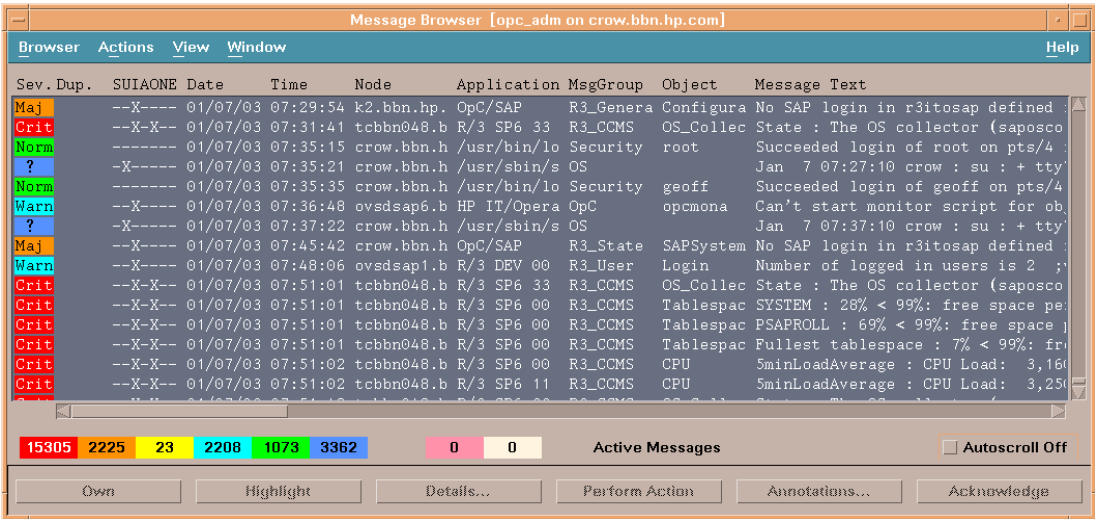 Message Browser [opc_adm on crow.bbn.hp.com]
Browser Actions View Window Help
Sev. Dup. SUIAONE Date Time Node Application MsgGroup Object Message Text
Maj --X---- 01/07/03 07:29:54 k2.bbn.hp. OpC/SAP R3_Genera Configura No SAP login in r3itosap defined
Crit --X-X-- 01/07/03 07:31:41 tcbbn048.b R/3 SP6 33 R3_CCMS OS_Collec State : The OS collector (saposco
Norm ------- 01/07/03 07:35:15 crow.bbn.h /usr/bin/lo Security root Succeeded login of root on pts/4
? -X----- 01/07/03 07:35:21 crow.bbn.h /usr/sbin/s OS Jan 7 07:27:10 crow : su : + tty
Norm ------- 01/07/03 07:35:35 crow.bbn.h /usr/bin/lo Security geoff Succeeded login of geoff on pts/4
Warn --X---- 01/07/03 07:36:48 ovsdsap6.b HP IT/Opera OpC opcmona Can't start monitor script for ob
? -X----- 01/07/03 07:37:22 crow.bbn.h /usr/sbin/s OS Jan 7 07:37:10 crow : su : + tty
Maj --X---- 01/07/03 07:45:42 crow.bbn.h OpC/SAP R3_State SAPSystem No SAP login in r3itosap defined
Warn --X---- 01/07/03 07:48:06 ovsdsap1.b R/3 DEV 00 R3_User Login Number of logged in users is 2 ;
Crit --X-X-- 01/07/03 07:51:01 tcbbn048.b R/3 SP6 33 R3_CCMS OS_Collec State : The OS collector (saposco
Crit --X-X-- 01/07/03 07:51:01 tcbbn048.b R/3 SP6 00 R3_CCMS Tablespac SYSTEM : 28% < 99%: free space pe
Crit --X-X-- 01/07/03 07:51:01 tcbbn048.b R/3 SP6 00 R3_CCMS Tablespac PSAPROLL : 69% < 99%: free space
Crit --X-X-- 01/07/03 07:51:01 tcbbn048.b R/3 SP6 00 R3_CCMS Tablespac Fullest tablespace : 7% < 99%: fr
Crit --X-X-- 01/07/03 07:51:02 tcbbn048.b R/3 SP6 00 R3_CCMS CPU 5minLoadAverage : CPU Load: 3,16
Crit --X-X-- 01/07/03 07:51:02 tcbbn048.b R/3 SP6 11 R3_CCMS CPU 5minLoadAverage : CPU Load: 3,25
15305 2225 23 2208 1073 3362 0 0 Active Messages Autoscroll Off
Own Highlight Details... Perform Action Annotations... Acknowledge